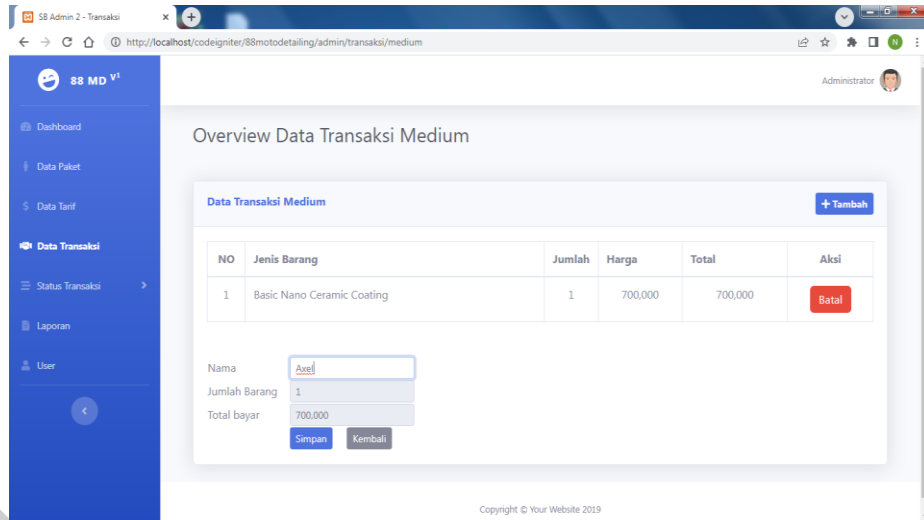 SB Admin 2 - Transaksi
http://localhost/codeigniter/88motodetailing/admin/transaksi/medium
N
88 MD V1
Administrator
Dashboard
Data Paket
Data Tarif
Data Transaksi
Status Transaksi
Laporan
User
Overview Data Transaksi Medium
Data Transaksi Medium
+ Tambah
NO Jenis Barang Jumlah Harga Total Aksi
1 Basic Nano Ceramic Coating 1 700,000 700,000 Batal
Nama Axel
Jumlah Barang 1
Total bayar 700,000
Simpan Kembali
Copyright © Your Website 2019